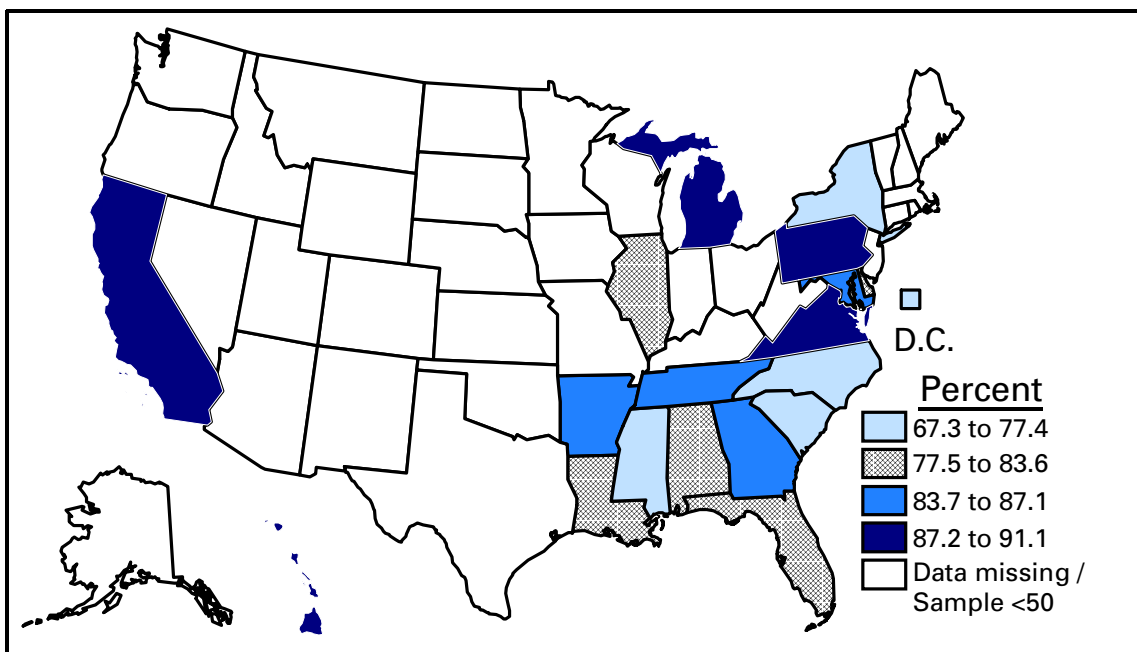 D.C.
Percent
67.3 to 77.4
77.5 to 83.6
83.7 to 87.1
87.2 to 91.1
Data missing /
Sample <50